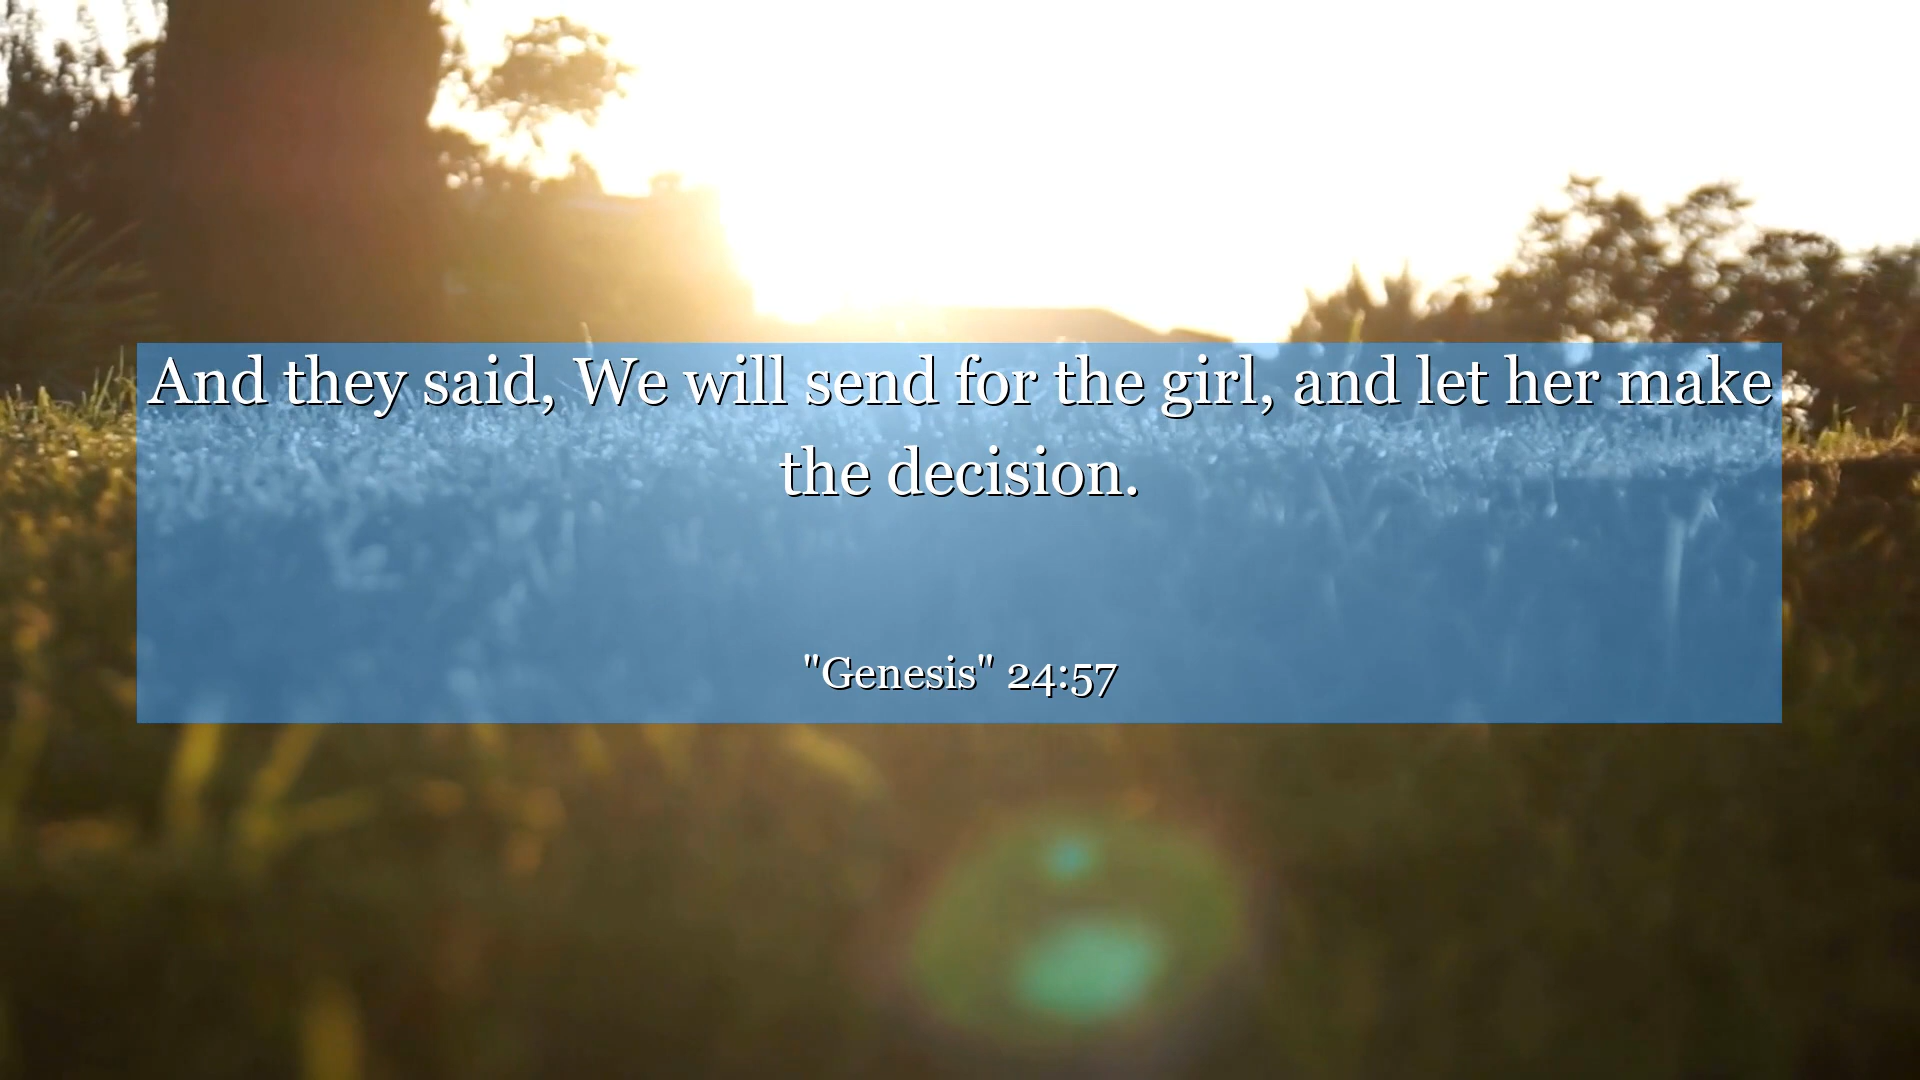 And they said, We will send for the girl, and let her make
the decision.
"Genesis" 24:57